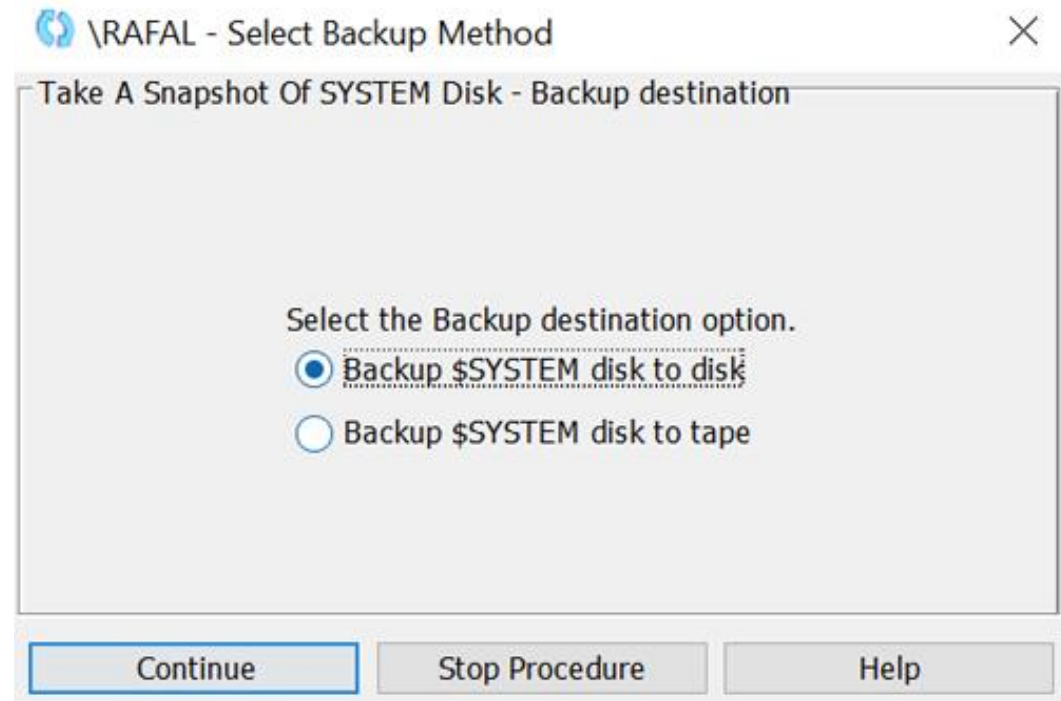 \RAFAL - Select Backup Method
Take A Snapshot Of SYSTEM Disk - Backup destination
Select the Backup destination option.
Backup $SYSTEM disk to disk
Backup $SYSTEM disk to tape
Continue Stop Procedure Help